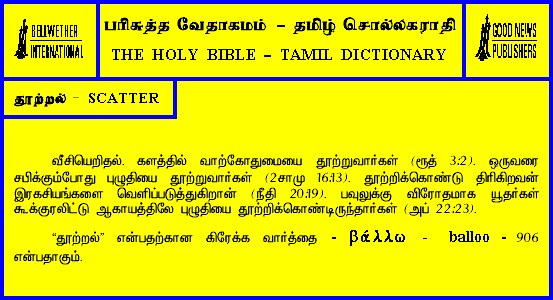 BELLWETHER
INTERNATIONAL
பரிசுத்த வேதாகமம் - தமிழ் சொல்லகராதி
THE HOLY BIBLE - TAMIL DICTIONARY
GOOD NEWS
PUBLISHERS
தூற்றல் - SCATTER
வீசியெறிதல். களத்தில் வாற்கோதுமையை தூற்றுவார்கள் (ரூத் 3:2). ஒருவரை
சபிக்கும்போது புழுதியை தூற்றுவார்கள் (2சாமு 16:13). தூற்றிக்கொண்டு திரிகிறவன்
இரகசியங்களை வெளிப்படுத்துகிறான் (நீதி 20:19). பவுலுக்கு விரோதமாக யூதர்கள்
கூக்குரலிட்டு ஆகாயத்திலே புழுதியை தூற்றிக்கொண்டிருந்தார்கள் (அப் 22:23).
"தூற்றல்" என்பதற்கான கிரேக்க வார்த்தை - βάλλω - balloo - 906
என்பதாகும்.